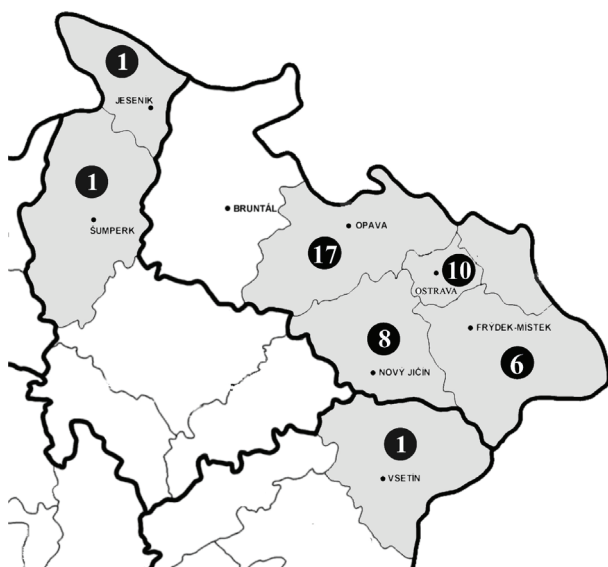 1
JESENÍK
1
ŠUMPERK
BRUNTÁL
OPAVA
17
10
OSTRAVA
FRÝDEK-MÍSTEK
8
6
NOVÝ JIČÍN
1
VSETÍN